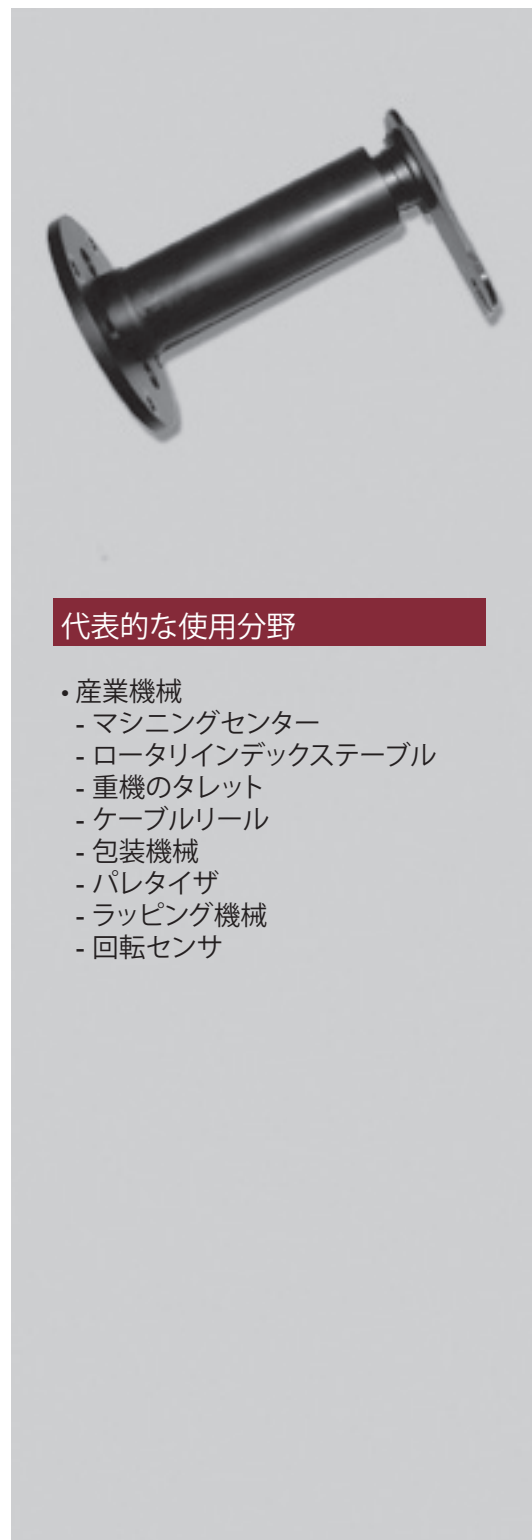 代表的な使用分野
• 産業機械
- マシニングセンター
- ロータリインデックステーブル
- 重機のタレット
- ケーブルリール
- 包装機械
- パレタイザ
- ラッピング機械
- 回転センサ